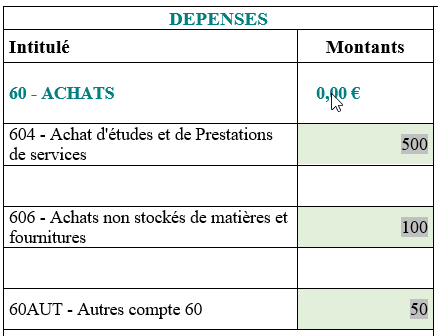 DEPENSES
Intitulé Montants
60 - ACHATS 0,00 €
604 - Achat d'études et de Prestations
de services 500
606 - Achats non stockés de matières et
fournitures 100
60AUT - Autres compte 60 50